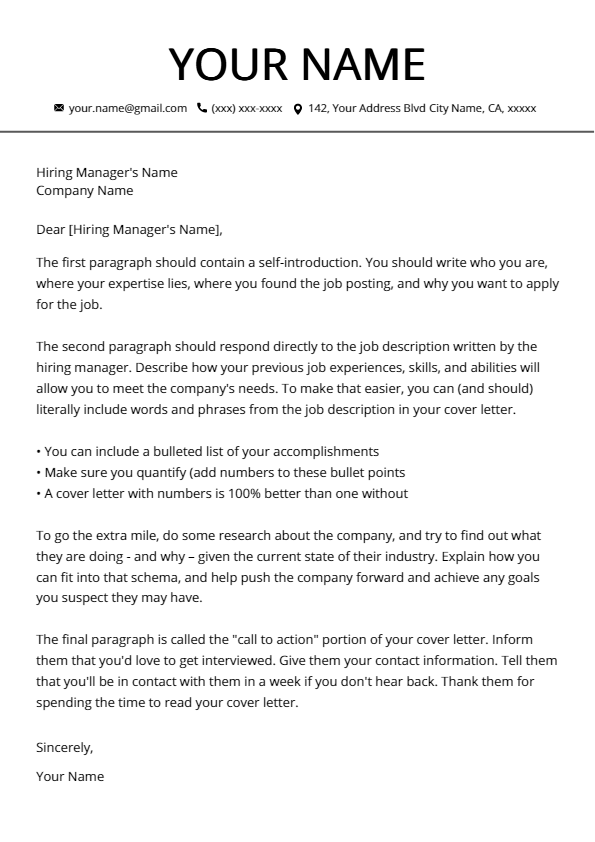 YOUR NAME
your.name@gmail.com (xxx) xxx-xxxx 142, Your Address Blvd City Name, CA, xxxxx
Hiring Manager's Name
Company Name
Dear [Hiring Manager's Name],
The first paragraph should contain a self-introduction. You should write who you are,
where your expertise lies, where you found the job posting, and why you want to apply
for the job.
The second paragraph should respond directly to the job description written by the
hiring manager. Describe how your previous job experiences, skills, and abilities will
allow you to meet the company's needs. To make that easier, you can (and should)
literally include words and phrases from the job description in your cover letter.
• You can include a bulleted list of your accomplishments
• Make sure you quantify (add numbers to these bullet points
• A cover letter with numbers is 100% better than one without
To go the extra mile, do some research about the company, and try to find out what
they are doing - and why – given the current state of their industry. Explain how you
can fit into that schema, and help push the company forward and achieve any goals
you suspect they may have.
The final paragraph is called the "call to action" portion of your cover letter. Inform
them that you'd love to get interviewed. Give them your contact information. Tell them
that you'll be in contact with them in a week if you don't hear back. Thank them for
spending the time to read your cover letter.
Sincerely,
Your Name